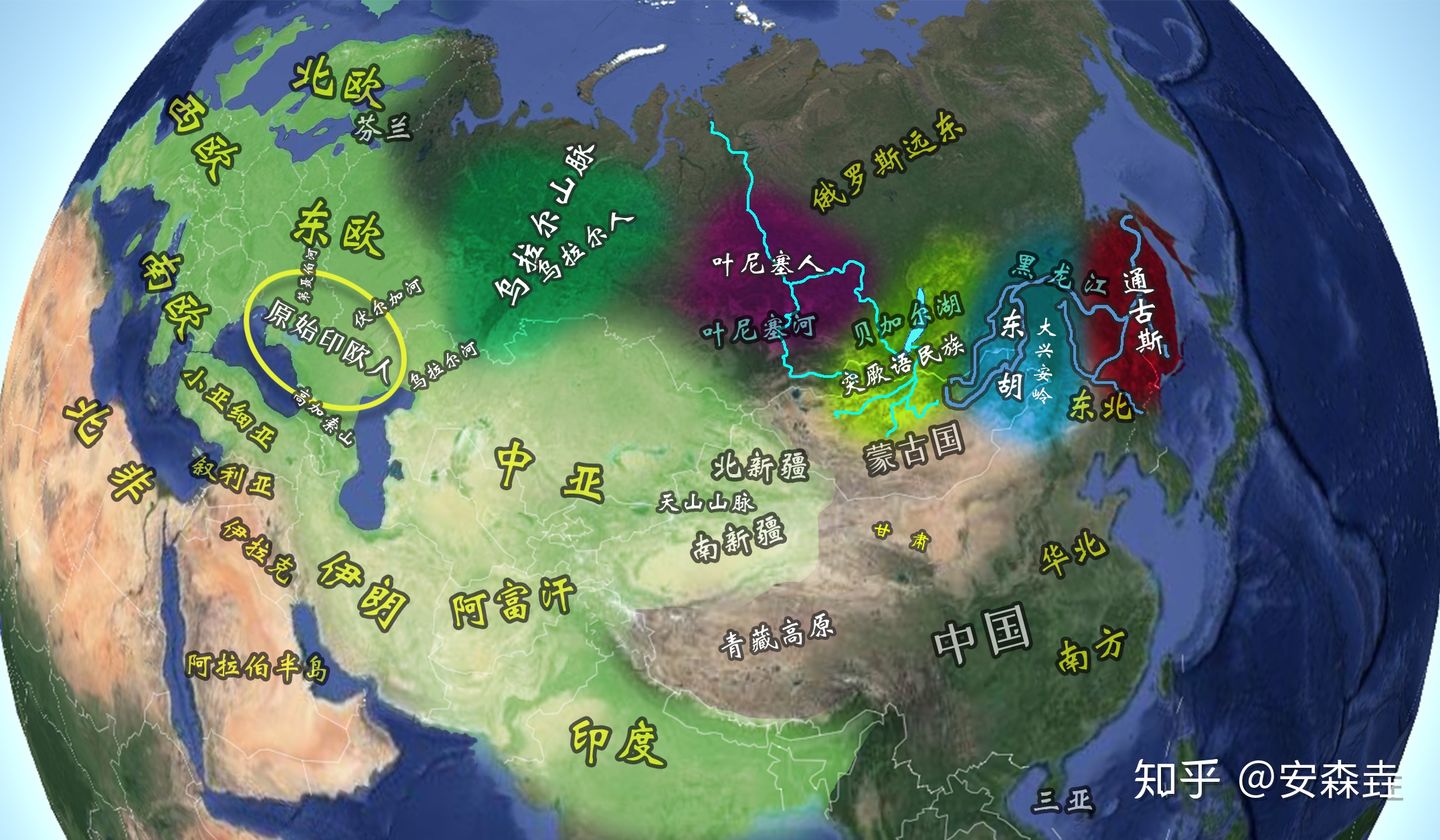 北欧
芬兰
西欧
东欧
南欧
第聂伯河
伏尔加河
原始印欧人
乌拉尔河
高加索山
小亚细亚
叙利亚
北非
伊拉克
伊朗
阿拉伯半岛
乌拉尔山脉
乌拉尔人
俄罗斯远东
叶尼塞人
叶尼塞河
贝加尔湖
突厥语民族
黑龙江
东胡
大兴安岭
通古斯
东北
蒙古国
中亚
北新疆
天山山脉
南新疆
甘肃
阿富汗
青藏高原
华北
中国
南方
印度
三亚
知乎 @安森垚